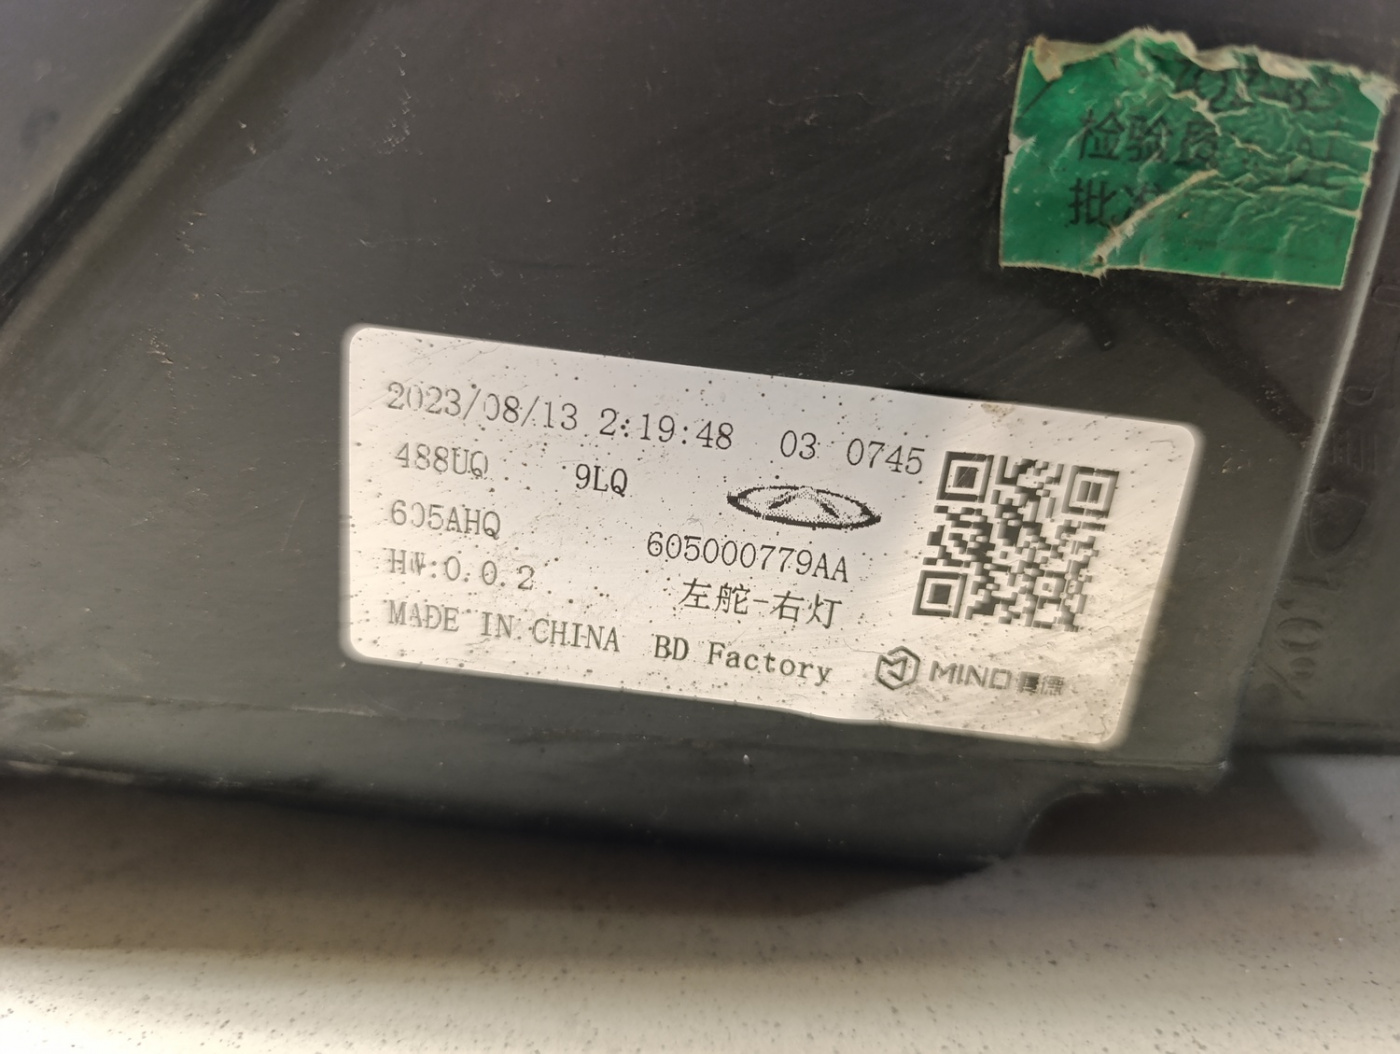 检验
批准
2023/08/13 2:19:48 03 0745
488UQ 9LQ
605AHQ
605000779AA
HW:0.0.2
左舵-右灯
MADE IN CHINA BD Factory
MIND